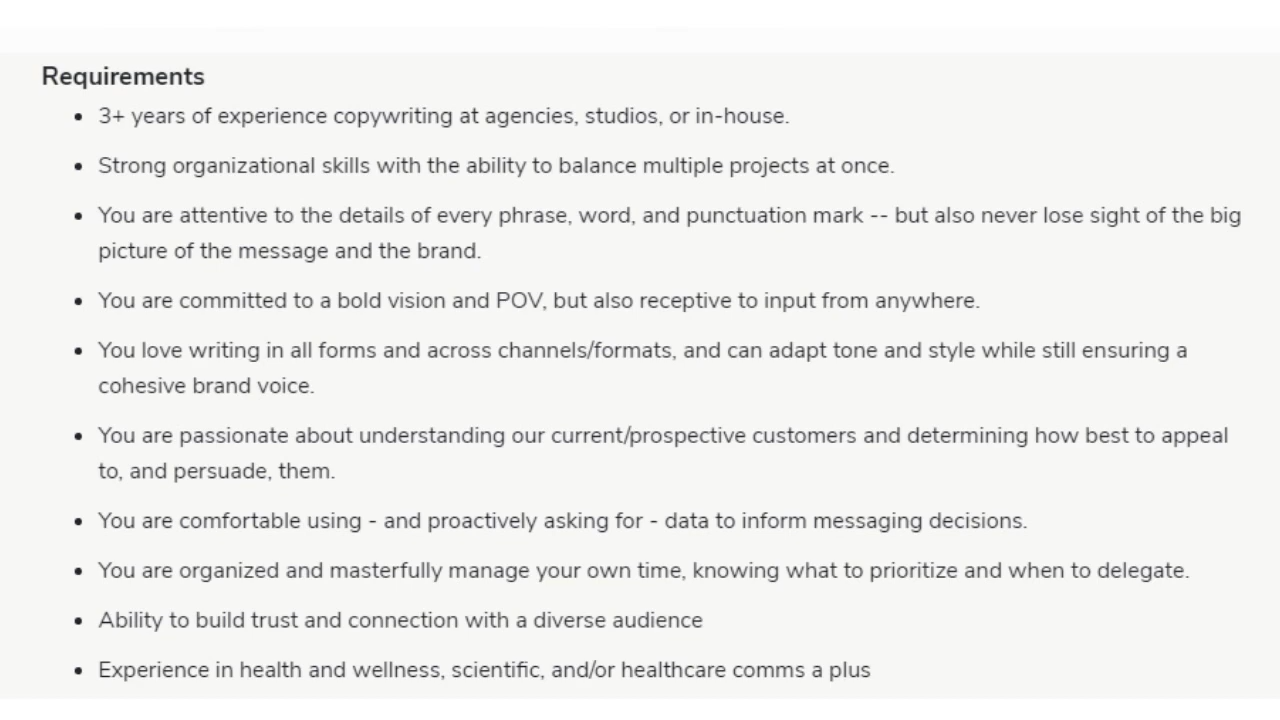 Requirements
• 3+ years of experience copywriting at agencies, studios, or in-house.
• Strong organizational skills with the ability to balance multiple projects at once.
• You are attentive to the details of every phrase, word, and punctuation mark -- but also never lose sight of the big
picture of the message and the brand.
• You are committed to a bold vision and POV, but also receptive to input from anywhere.
• You love writing in all forms and across channels/formats, and can adapt tone and style while still ensuring a
cohesive brand voice.
• You are passionate about understanding our current/prospective customers and determining how best to appeal
to, and persuade, them.
• You are comfortable using - and proactively asking for - data to inform messaging decisions.
• You are organized and masterfully manage your own time, knowing what to prioritize and when to delegate.
• Ability to build trust and connection with a diverse audience
• Experience in health and wellness, scientific, and/or healthcare comms a plus